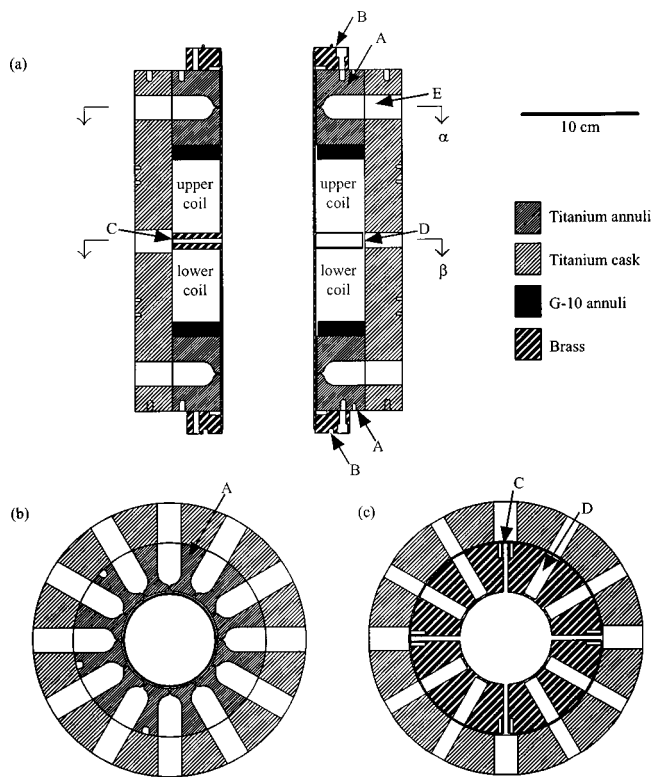 (a)
B
A
E
α
10 cm
upper
coil
upper
coil
C
D
β
lower
coil
lower
coil
Titanium annuli
Titanium cask
G-10 annuli
Brass
A
B
(b)
A
(c)
C
D